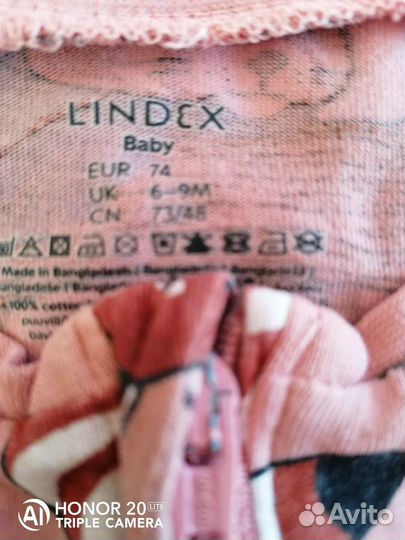 LINDEX
Baby
EUR 74
UK 6-9M
CN 73/48
Made in Bangladesh
100% cotton
HONOR 20 LITE
TRIPLE CAMERA
Avito